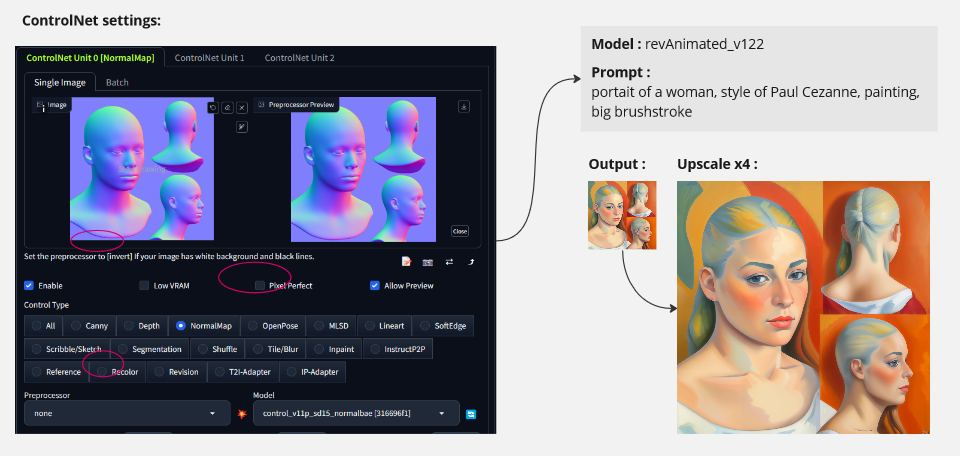 ControlNet settings:
ControlNet Unit 0 [NormalMap] ControlNet Unit 1 ControlNet Unit 2
Single Image Batch
Image Preprocessor Preview
Close
Set the preprocessor to [invert] If your image has white background and black lines.
Enable Low VRAM Pixel Perfect Allow Preview
Control Type
All Canny Depth NormalMap OpenPose MLSD Lineart SoftEdge
Scribble/Sketch Segmentation Shuffle Tile/Blur Inpaint InstructP2P
Reference Recolor Revision T2I-Adapter IP-Adapter
Preprocessor Model
none control_v11p_sd15_normalbae [316696f1]
Model : revAnimated_v122
Prompt :
portait of a woman, style of Paul Cezanne, painting,
big brushstroke
Output : Upscale x4 :